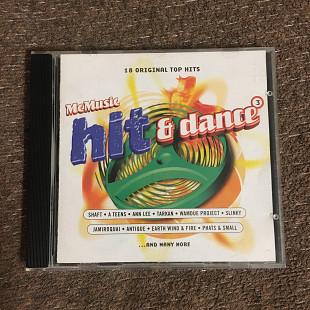 18 ORIGINAL TOP HITS
McMusic
hit & dance 3
SHAFT • A TEENS • ANN LEE • TARKAN • WAMDUE PROJECT • SLINKY
JAMIROQUAI • ANTIQUE • EARTH WIND & FIRE • PHATS & SMALL
...AND MANY MORE